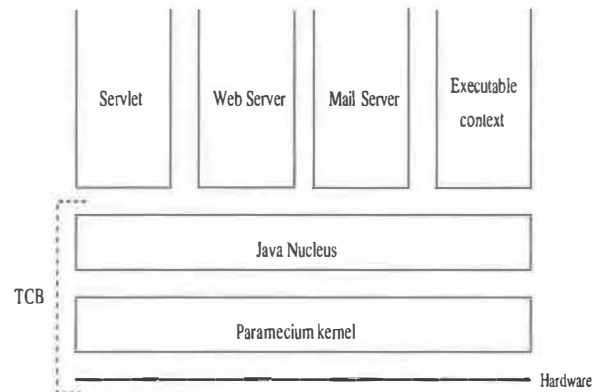 Servlet
Web Server
Mail Server
Executable
context
Java Nucleus
TCB
Paramecium kernel
Hardware